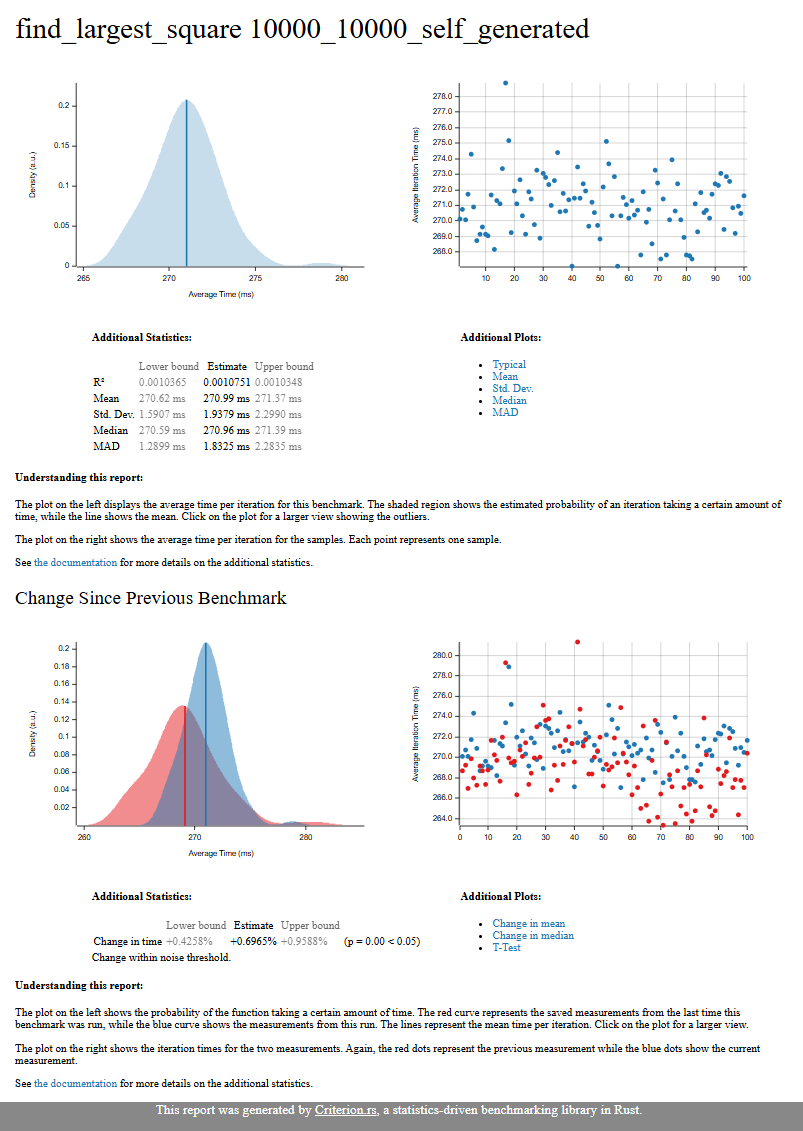 find_largest_square 10000_10000_self_generated
0.2
0.15
0.1
0.05
0
Density (a.u.)
265 270 275 280
Average Time (ms)
278.0
277.0
276.0
275.0
274.0
273.0
272.0
271.0
270.0
269.0
268.0
Average Iteration Time (ms)
10 20 30 40 50 60 70 80 90 100
Additional Statistics:
Lower bound Estimate Upper bound
R² 0.0010365 0.0010751 0.0010348
Mean 270.62 ms 270.99 ms 271.37 ms
Std. Dev. 1.5907 ms 1.9379 ms 2.2990 ms
Median 270.59 ms 270.96 ms 271.39 ms
MAD 1.2899 ms 1.8325 ms 2.2835 ms
Additional Plots:
Typical
Mean
Std. Dev.
Median
MAD
Understanding this report:
The plot on the left displays the average time per iteration for this benchmark. The shaded region shows the estimated probability of an iteration taking a certain amount of
time, while the line shows the mean. Click on the plot for a larger view showing the outliers.
The plot on the right shows the average time per iteration for the samples. Each point represents one sample.
See the documentation for more details on the additional statistics.
Change Since Previous Benchmark
0.2
0.18
0.16
0.14
0.12
0.1
0.08
0.06
0.04
0.02
Density (a.u.)
260 270 280
Average Time (ms)
280.0
278.0
276.0
274.0
272.0
270.0
268.0
266.0
264.0
Average Iteration Time (ms)
0 10 20 30 40 50 60 70 80 90 100
Additional Statistics:
Lower bound Estimate Upper bound
Change in time +0.4258% +0.6965% +0.9588% (p = 0.00 < 0.05)
Change within noise threshold.
Additional Plots:
Change in mean
Change in median
T-Test
Understanding this report:
The plot on the left shows the probability of the function taking a certain amount of time. The red curve represents the saved measurements from the last time this
benchmark was run, while the blue curve shows the measurements from this run. The lines represent the mean time per iteration. Click on the plot for a larger view.
The plot on the right shows the iteration times for the two measurements. Again, the red dots represent the previous measurement while the blue dots show the current
measurement.
See the documentation for more details on the additional statistics.
This report was generated by Criterion.rs, a statistics-driven benchmarking library in Rust.